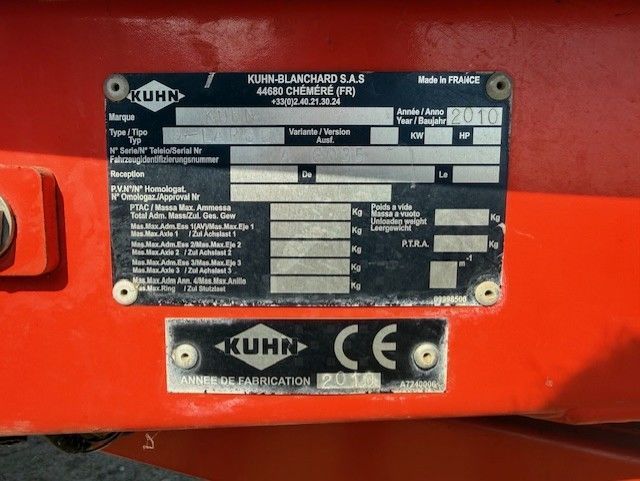 KUHN
KUHN-BLANCHARD S.A.S
44680 CHÉMÉRÉ (FR)
+33(0)2.40.21.30.24
Made in FRANCE
Marque KUHN
Année / Anno 2010
Year / Baujahr
Type / Tipo
Typ
Variante / Version
Ausf.
KW
HP
N° Serie/N° Teleio/Serial Nr
Fahrzeugidentifizierungsnummer
Reception
De
Le
P.V.N°/N° Homologat.
N° Omologaz./Approval Nr
PTAC / Massa Max. Ammessa
Total Adm. Mass/Zul. Ges. Gew
Kg
Mas.Max.Adm.Ess 1(AV)/Mas.Max.Eje 1
Mas.Max.Axle 1 / Zul Achslast 1
Kg
Mas.Max.Adm.Ess 2/Mas.Max.Eje 2
Mas.Max.Axle 2 / Zul Achslast 2
Kg
Mas.Max.Adm.Ess 3/Mas.Max.Eje 3
Mas.Max.Axle 3 / Zul Achslast 3
Kg
Mas.Max.Adm Ann. 4/Mas.Max.Anille
Mas.Max.Ring / Zul Stutzlast
Kg
Poids a vide
Massa a vuoto
Unloaden weight
Leergewicht
Kg
P.T.R.A.
Kg
m⁻¹
KUHN
CE
ANNEE DE FABRICATION 2010
A7240006